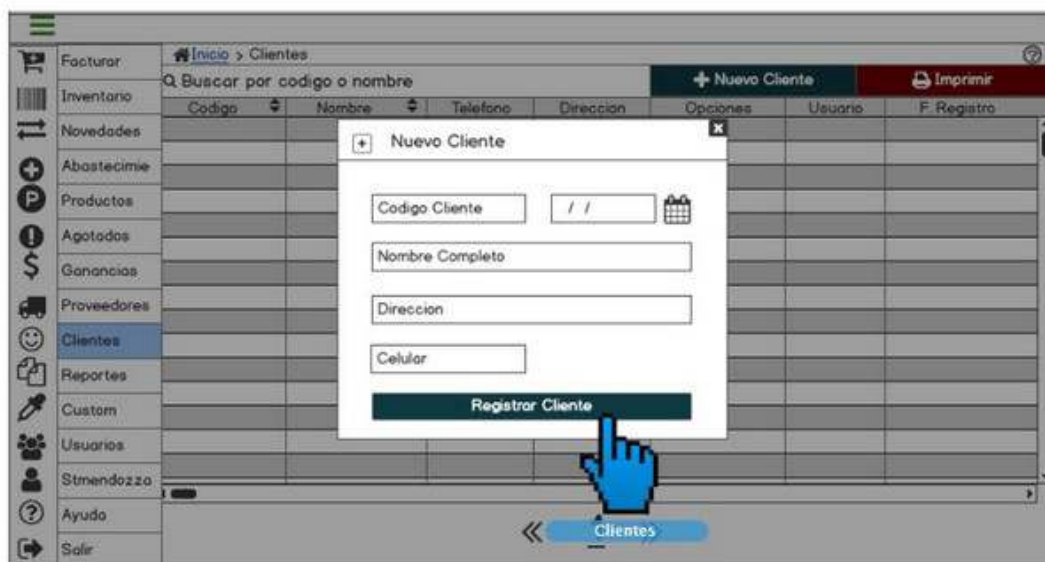 Inicio > Clientes
Buscar por codigo o nombre
+ Nuevo Cliente
Imprimir
Codigo Nombre Telefono Direccion Opciones Usuario F. Registro
Facturar
Inventario
Novedades
Abastecimie
Productos
Agotados
Ganancias
Proveedores
Clientes
Reportes
Custom
Usuarios
Stmendozza
Ayuda
Salir
Nuevo Cliente
Codigo Cliente
/ /
Nombre Completo
Direccion
Celular
Registrar Cliente
Clientes